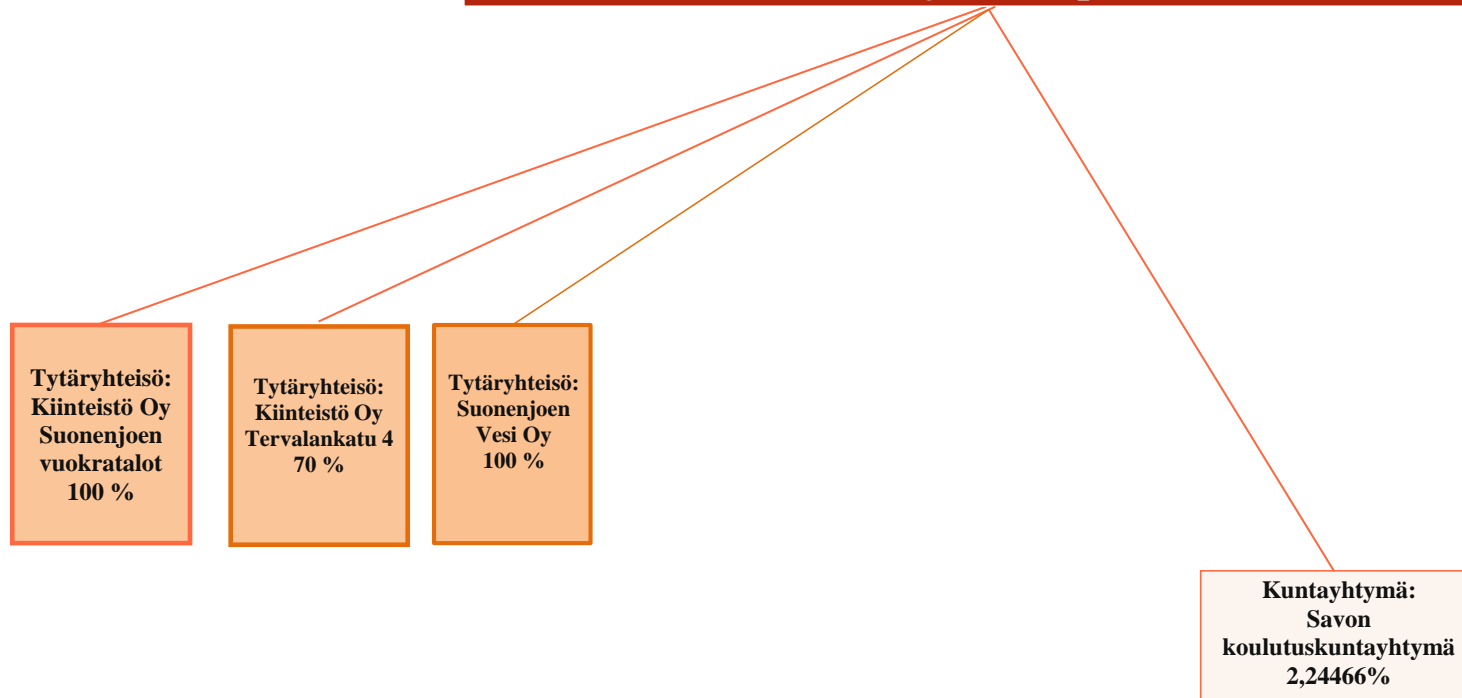 Tytäryhteisö:
Kiinteistö Oy
Suonenjoen
vuokratalot
100 %
Tytäryhteisö:
Kiinteistö Oy
Tervalankatu 4
70 %
Tytäryhteisö:
Suonenjoen
Vesi Oy
100 %
Kuntayhtymä:
Savon
koulutuskuntayhtymä
2,24466%